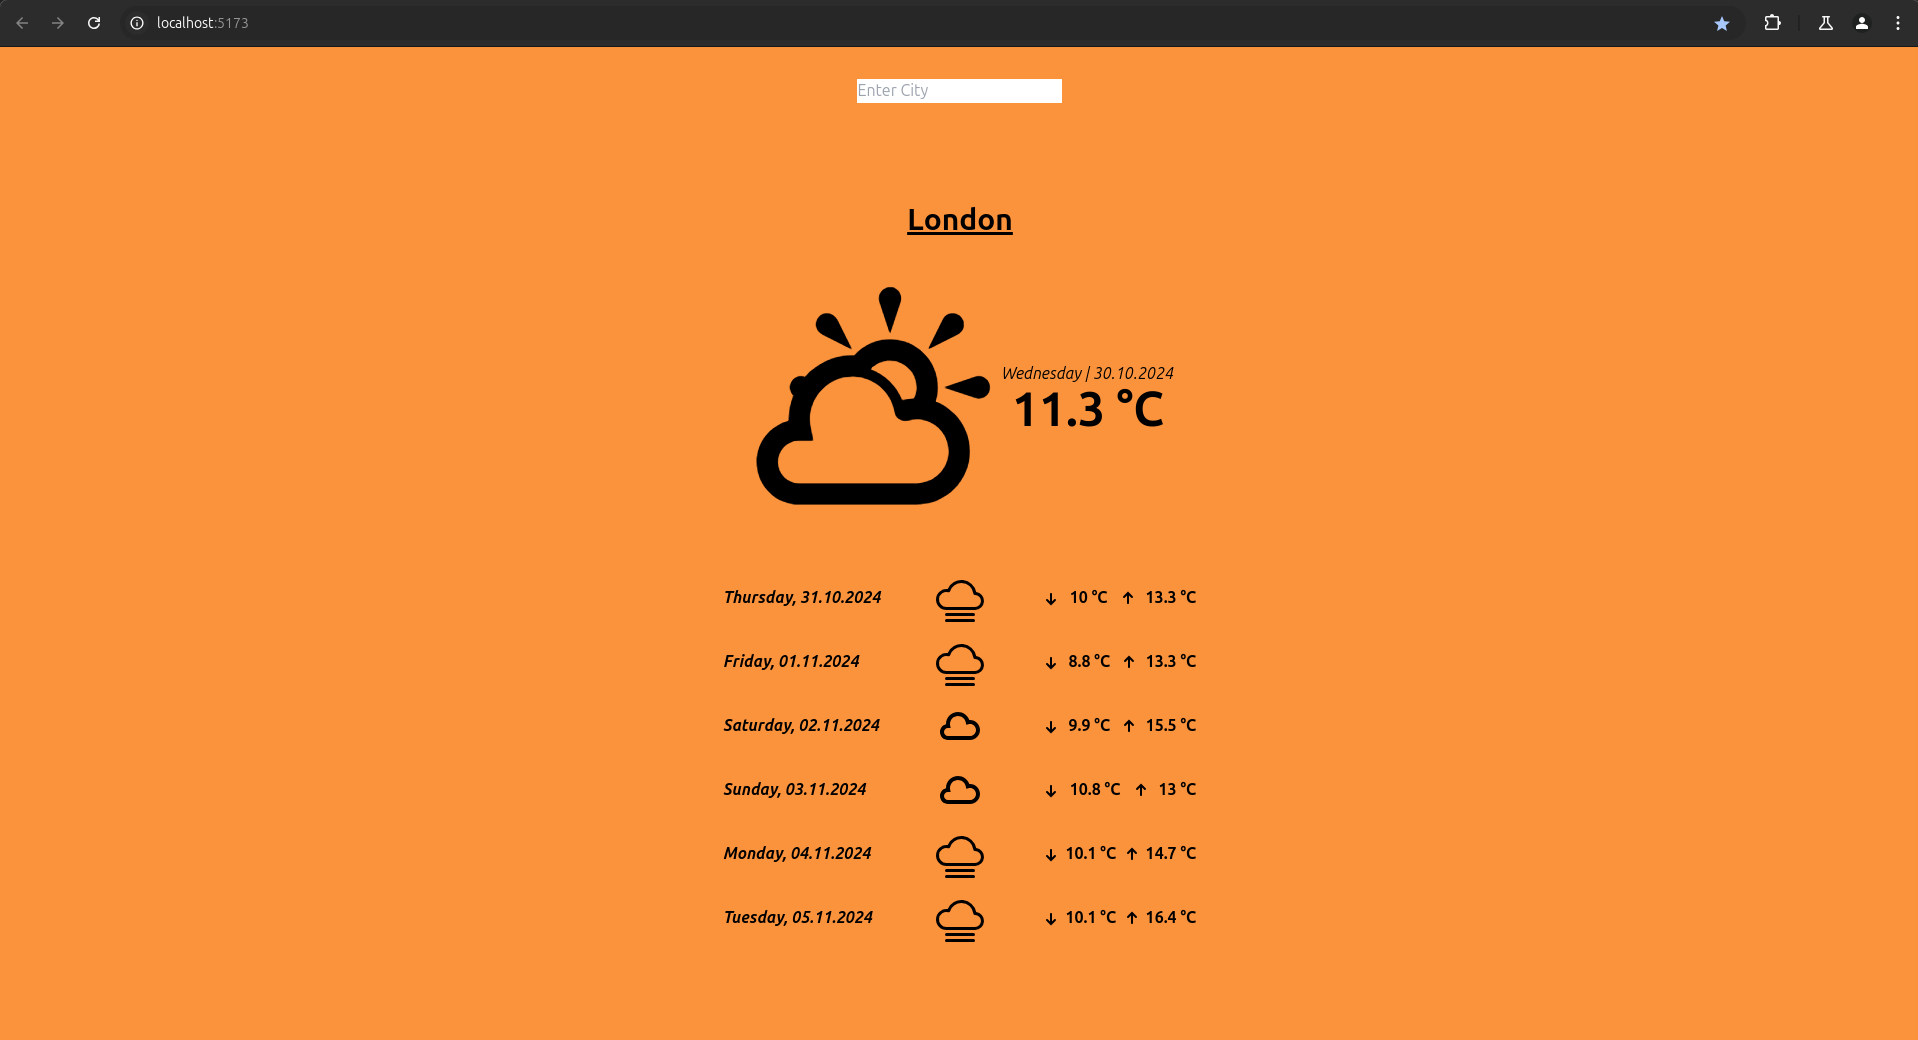 localhost:5173
Enter City
London
Wednesday | 30.10.2024
11.3 °C
Thursday, 31.10.2024 ↓ 10 °C ↑ 13.3 °C
Friday, 01.11.2024 ↓ 8.8 °C ↑ 13.3 °C
Saturday, 02.11.2024 ↓ 9.9 °C ↑ 15.5 °C
Sunday, 03.11.2024 ↓ 10.8 °C ↑ 13 °C
Monday, 04.11.2024 ↓ 10.1 °C ↑ 14.7 °C
Tuesday, 05.11.2024 ↓ 10.1 °C ↑ 16.4 °C